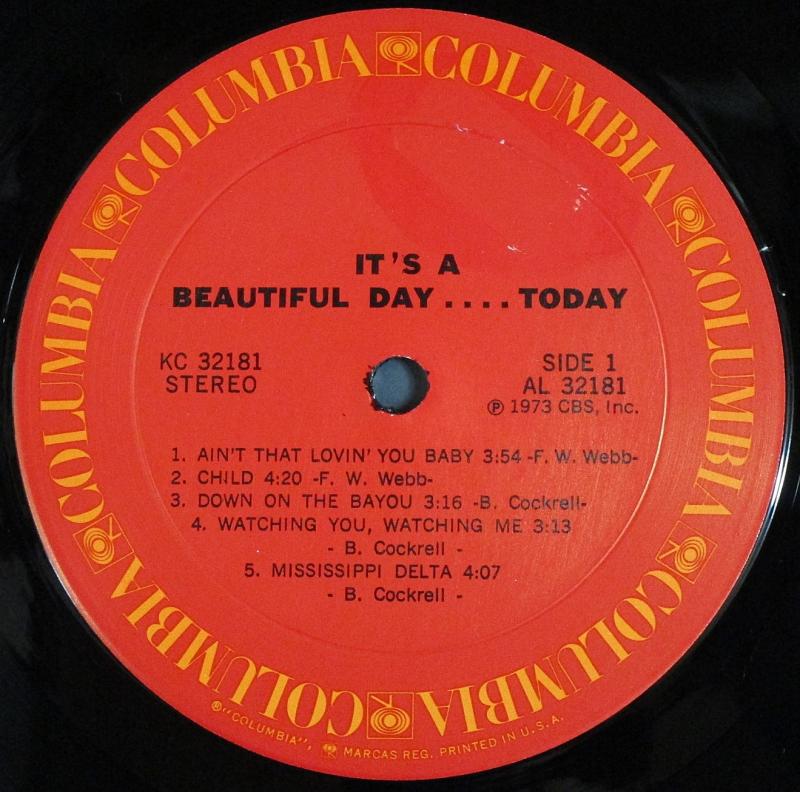 COLUMBIA COLUMBIA COLUMBIA COLUMBIA COLUMBIA COLUMBIA
IT'S A
BEAUTIFUL DAY....TODAY
KC 32181
STEREO
SIDE 1
AL 32181
Ⓟ 1973 CBS, Inc.
1. AIN'T THAT LOVIN' YOU BABY 3:54 -F. W. Webb-
2. CHILD 4:20 -F. W. Webb-
3. DOWN ON THE BAYOU 3:16 -B. Cockrell-
4. WATCHING YOU, WATCHING ME 3:13
- B. Cockrell -
5. MISSISSIPPI DELTA 4:07
- B. Cockrell -
®"COLUMBIA", MARCAS REG. PRINTED IN U.S.A.